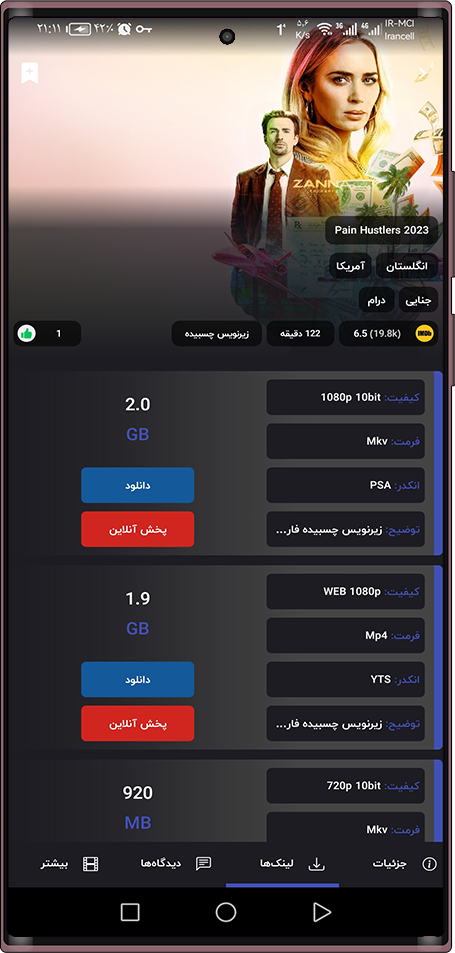 ۲۱:۱۱ ۴۲%
۵.۶ K/s 3G 4G IR-MCI
Irancell
Pain Hustlers 2023
انگلستان آمریکا
جنایی درام
IMDb 6.5 (19.8k) 122 دقیقه زیرنویس چسبیده 1
کیفیت: 1080p 10bit
2.0
GB
فرمت: Mkv
انکدر: PSA
دانلود
توضیح: زیرنویس چسبیده فار...
پخش آنلاین
کیفیت: WEB 1080p
1.9
GB
فرمت: Mp4
انکدر: YTS
دانلود
توضیح: زیرنویس چسبیده فار...
پخش آنلاین
کیفیت: 720p 10bit
920
MB
فرمت: Mkv
جزئیات لینک‌ها دیدگاه‌ها بیشتر